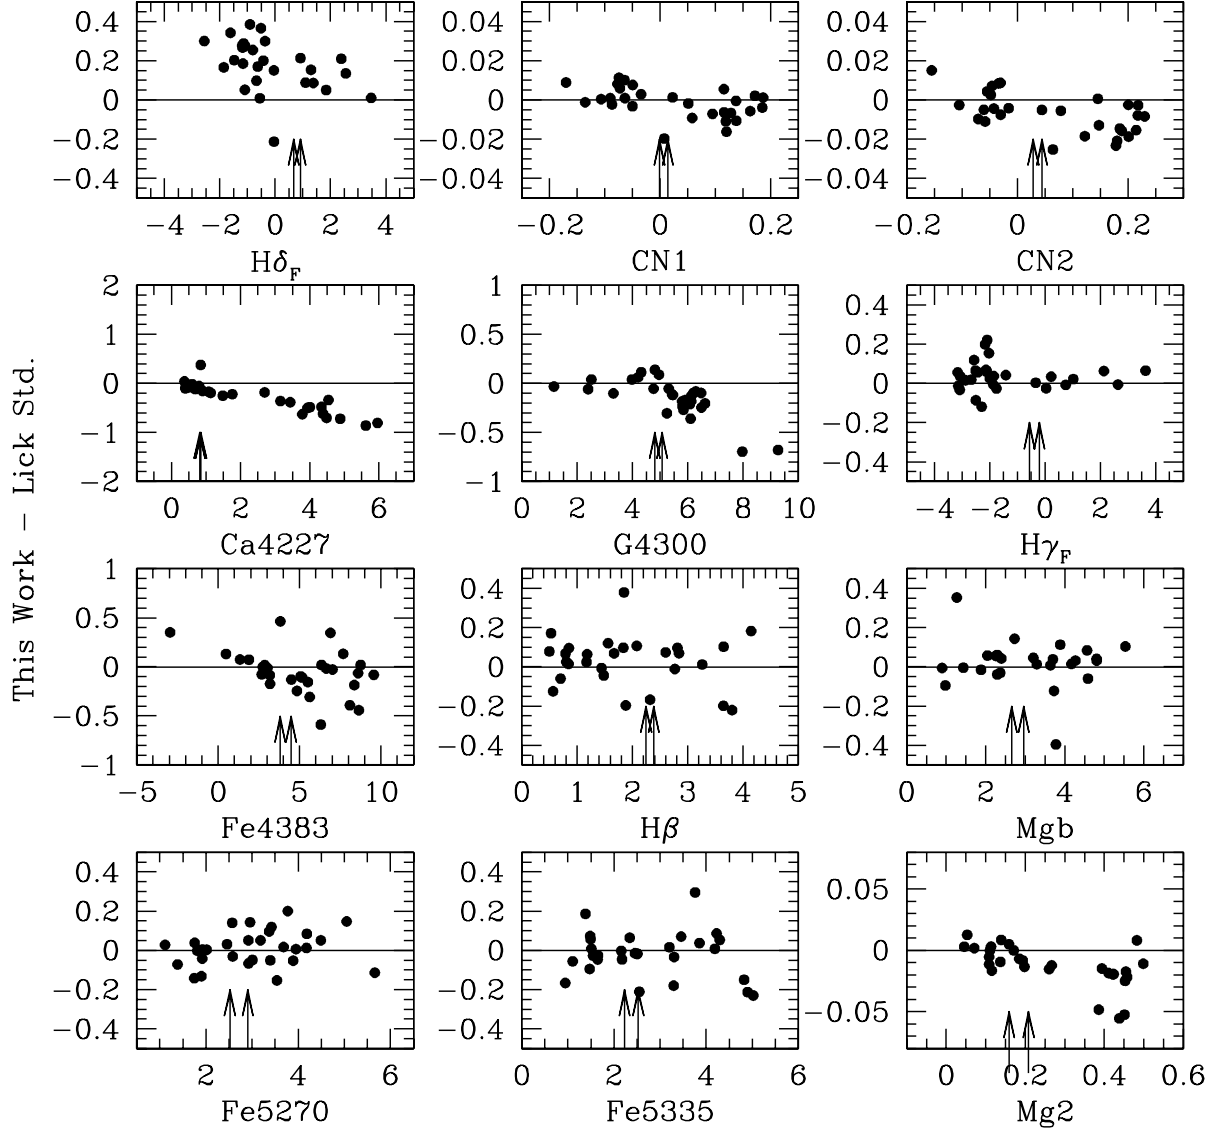 0.4
0.2
0
−0.2
−0.4
−4 −2 0 2 4
Hδ_F
0.04
0.02
0
−0.02
−0.04
−0.2 0 0.2
CN1
0.04
0.02
0
−0.02
−0.04
−0.2 0 0.2
CN2
This Work − Lick Std.
2
1
0
−1
−2
0 2 4 6
Ca4227
1
0.5
0
−0.5
−1
0 2 4 6 8 10
G4300
0.4
0.2
0
−0.2
−0.4
−4 −2 0 2 4
Hγ_F
1
0.5
0
−0.5
−1
−5 0 5 10
Fe4383
0.4
0.2
0
−0.2
−0.4
0 1 2 3 4 5
Hβ
0.4
0.2
0
−0.2
−0.4
0 2 4 6
Mgb
0.4
0.2
0
−0.2
−0.4
2 4 6
Fe5270
0.4
0.2
0
−0.2
−0.4
0 2 4 6
Fe5335
0.05
0
−0.05
0 0.2 0.4 0.6
Mg2